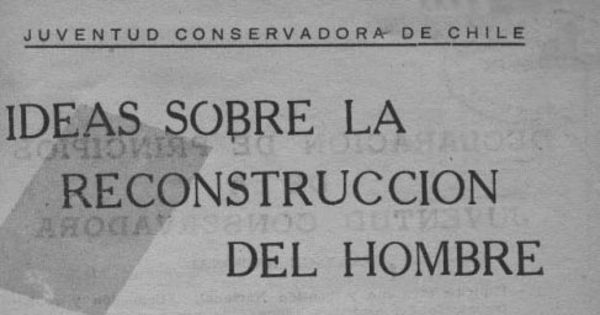 JUVENTUD CONSERVADORA DE CHILE
IDEAS SOBRE LA
RECONSTRUCCION
DEL HOMBRE